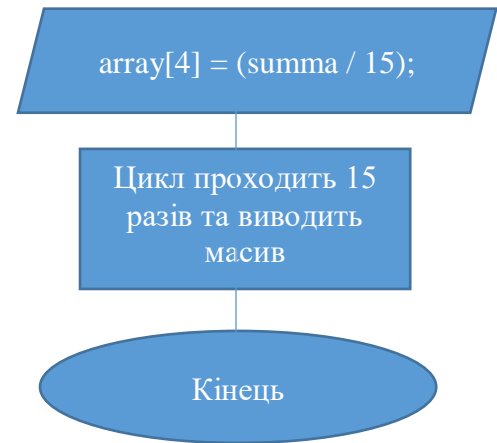 array[4] = (summa / 15);
Цикл проходить 15
разів та виводить
масив
Кінець